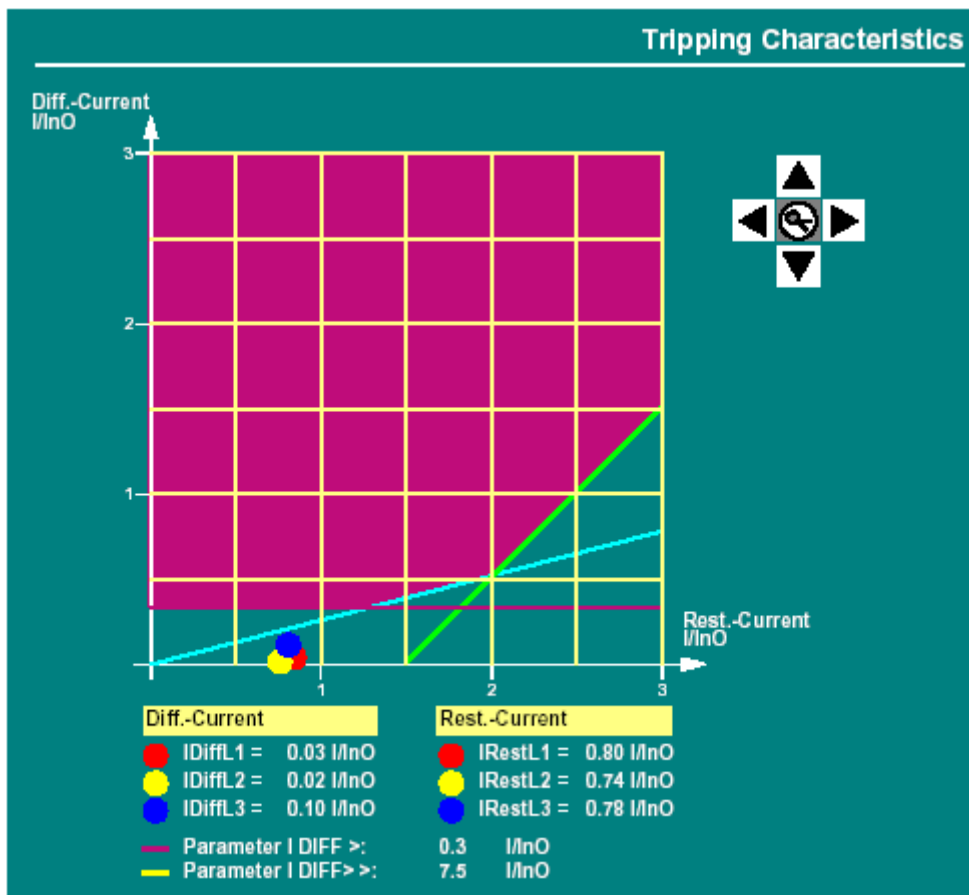 Tripping Characteristics
Diff.-Current
I/InO
3
2
1
Rest.-Current
I/InO
1 2 3
Diff.-Current Rest.-Current
IDiffL1 = 0.03 I/InO IRestL1 = 0.80 I/InO
IDiffL2 = 0.02 I/InO IRestL2 = 0.74 I/InO
IDiffL3 = 0.10 I/InO IRestL3 = 0.78 I/InO
Parameter I DIFF >: 0.3 I/InO
Parameter I DIFF> >: 7.5 I/InO